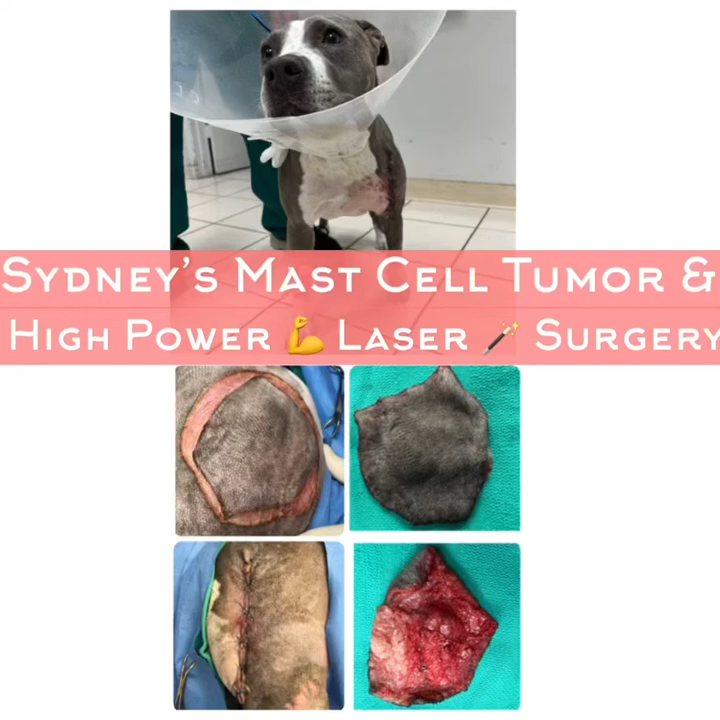 Sydney's Mast Cell Tumor &
High Power 💪 Laser 🪄 Surgery